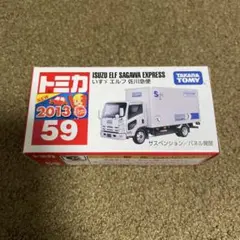 トミカ
2013
59
ISUZU ELF SAGAWA EXPRESS
いすゞ エルフ 佐川急便
TAKARA
TOMY
サスペンション・パネル開閉